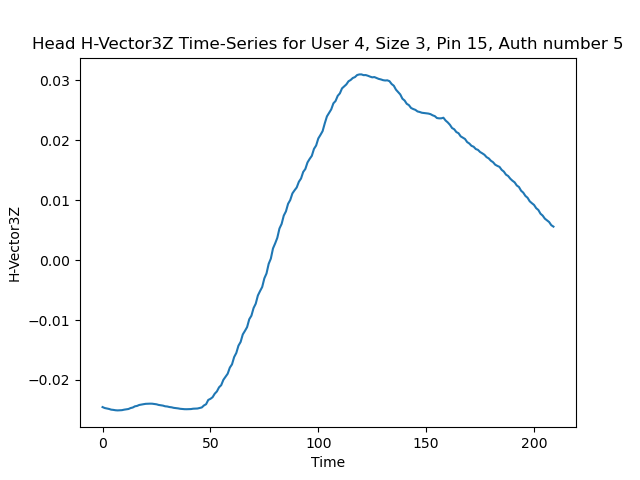 Head H-Vector3Z Time-Series for User 4, Size 3, Pin 15, Auth number 5
H-Vector3Z
0.03
0.02
0.01
0.00
−0.01
−0.02
0 50 100 150 200
Time